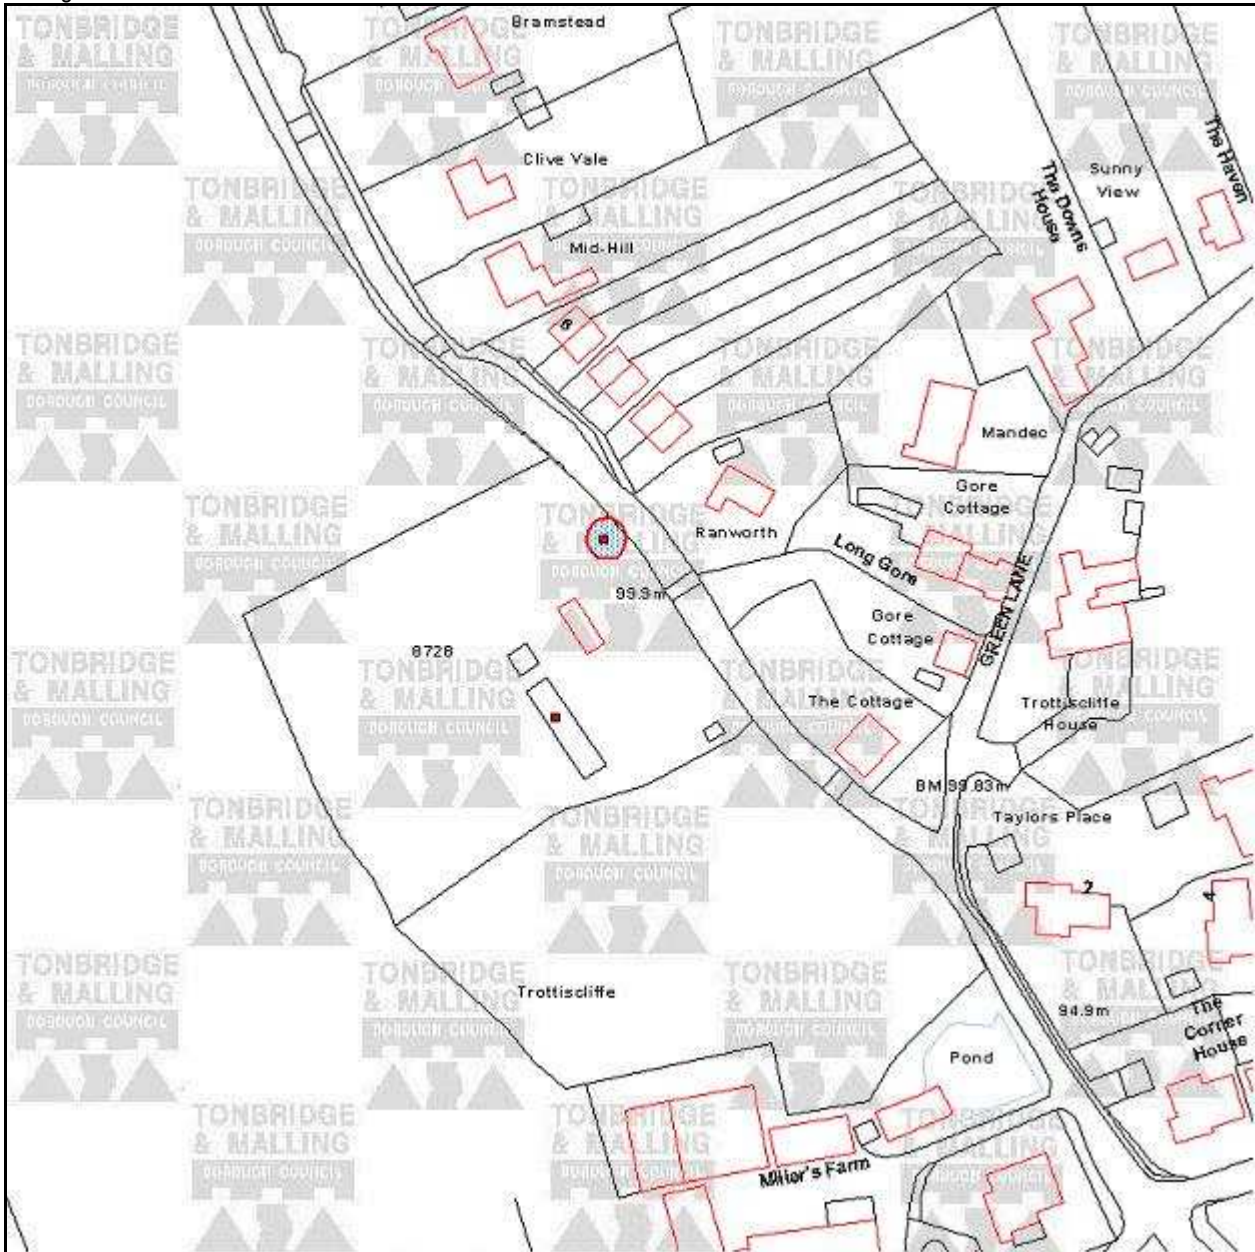 Bramstead
Clive Vale
Mid-Hill
8
The Downs
House
Sunny
View
The Haven
Mandec
Gore
Cottage
Ranworth
Long Gore
99.9m
GREEN LANE
Gore
Cottage
8728
The Cottage
Trottiscliffe
House
BM 99.83m
Taylors Place
2
4
Trottiscliffe
94.9m
The
Corner
House
Pond
Miller's Farm
TONBRIDGE
& MALLING
BOROUGH COUNCIL